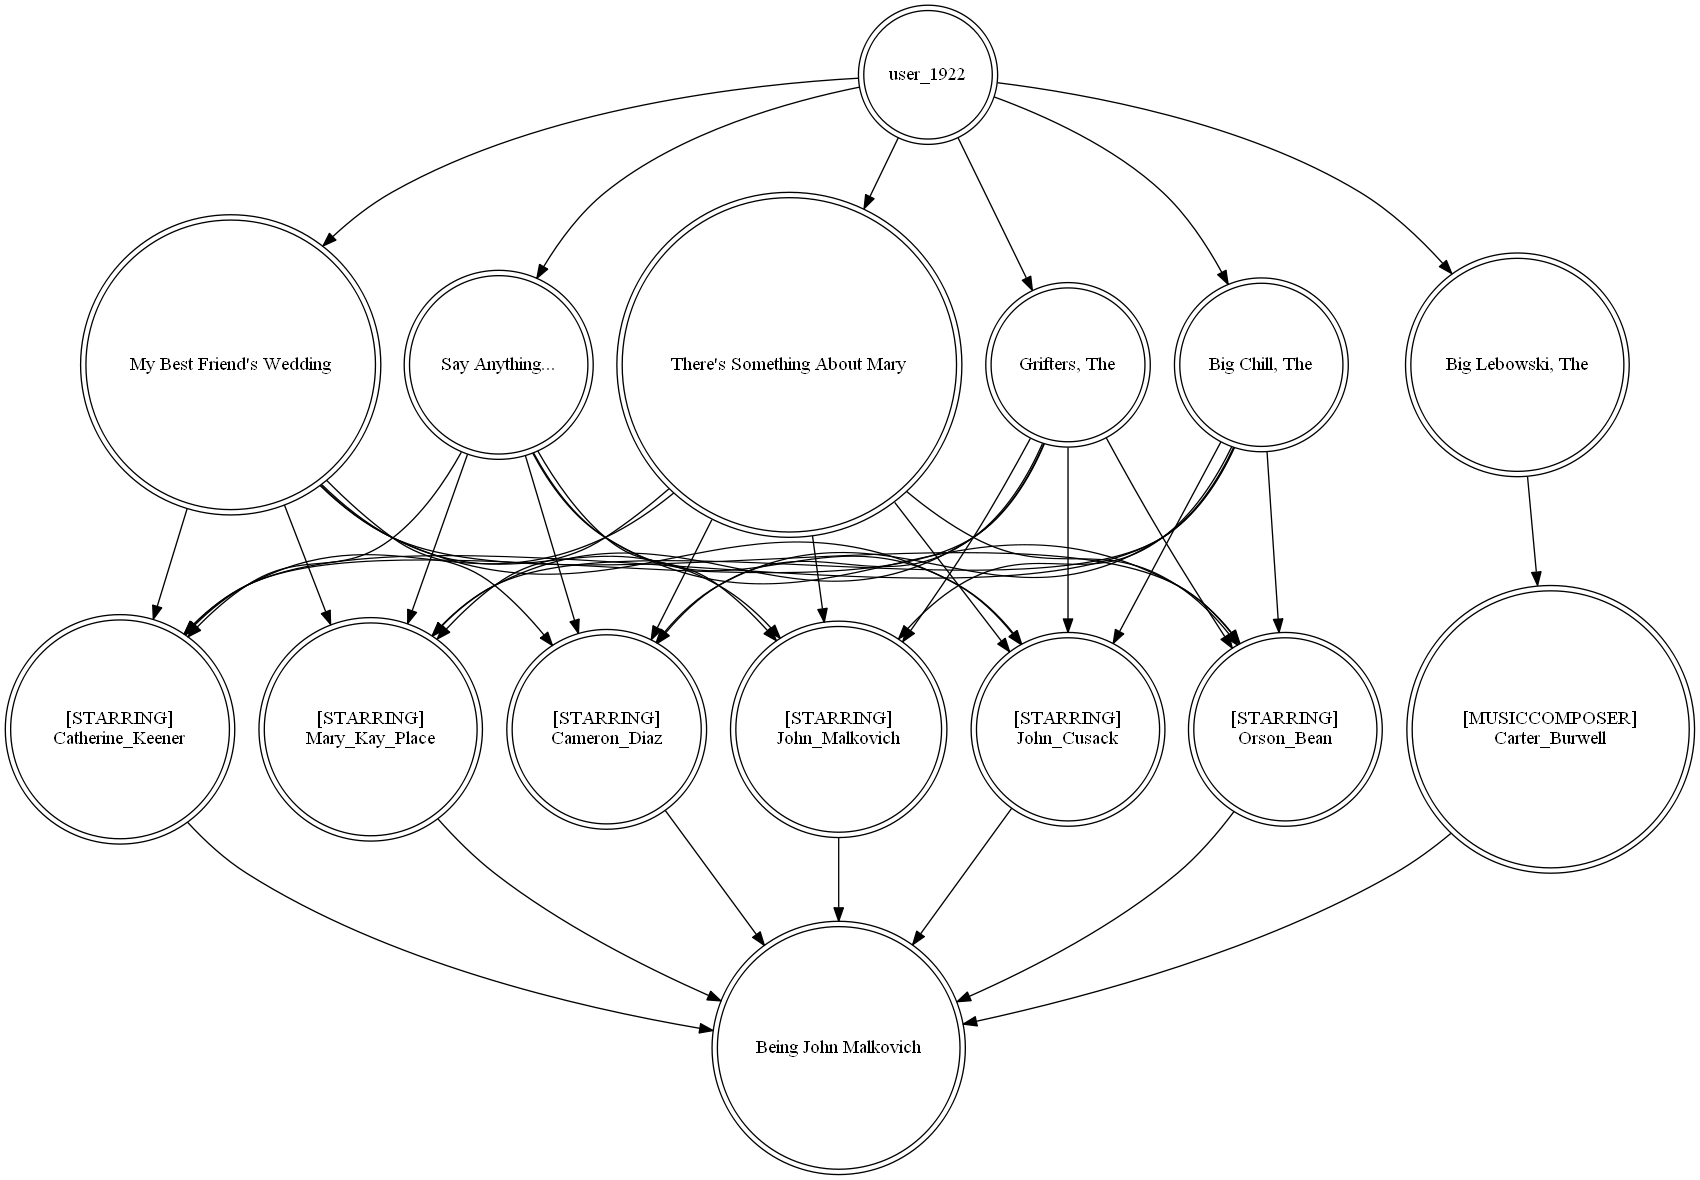 user_1922
My Best Friend's Wedding
Say Anything...
There's Something About Mary
Grifters, The
Big Chill, The
Big Lebowski, The
[STARRING]
Catherine_Keener
[STARRING]
Mary_Kay_Place
[STARRING]
Cameron_Diaz
[STARRING]
John_Malkovich
[STARRING]
John_Cusack
[STARRING]
Orson_Bean
[MUSICCOMPOSER]
Carter_Burwell
Being John Malkovich